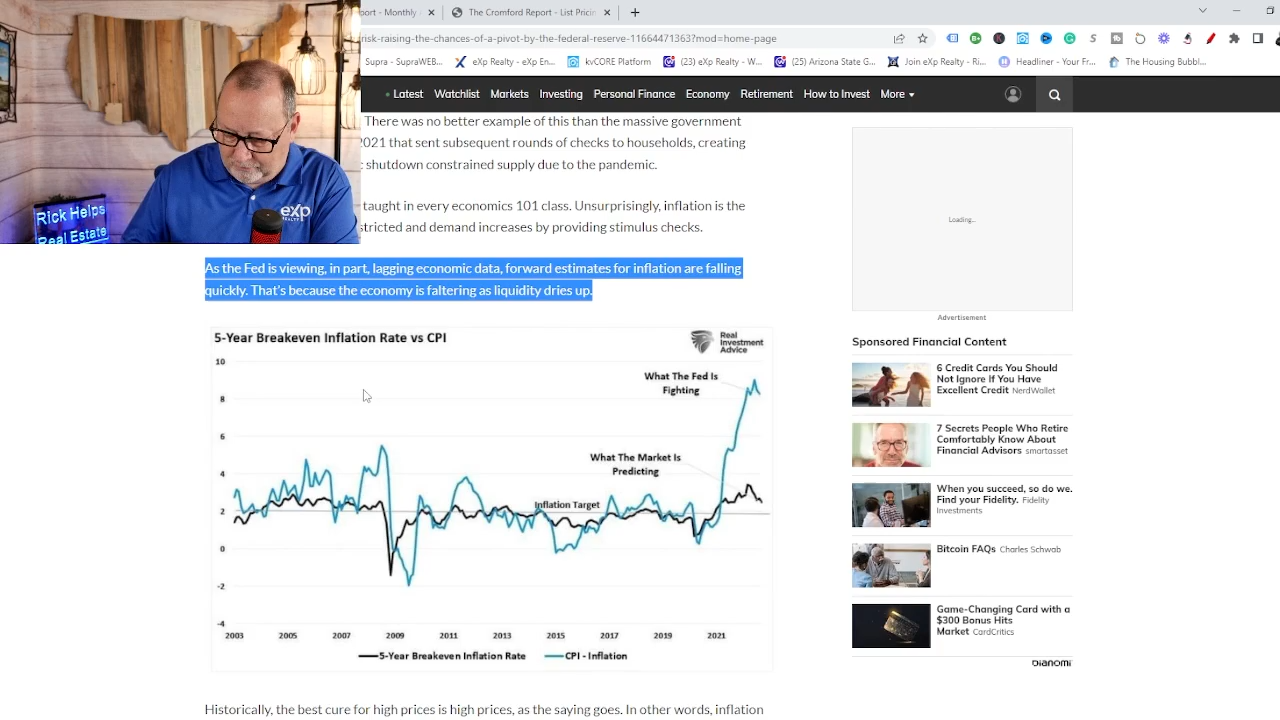 ort - Monthly
The Cromford Report - List Pricin
risk-raising-the-chances-of-a-pivot-by-the-federal-reserve-11664471363?mod=home-page
Supra - SupraWEB...
eXp Realty - eXp En...
kvCORE Platform
(23) eXp Realty - W...
(25) Arizona State G...
Join eXp Realty - Ri...
Headliner - Your Fr...
The Housing Bubbl...
Latest
Watchlist
Markets
Investing
Personal Finance
Economy
Retirement
How to Invest
More
There was no better example of this than the massive government
2021 that sent subsequent rounds of checks to households, creating
shutdown constrained supply due to the pandemic.
taught in every economics 101 class. Unsurprisingly, inflation is the
stricted and demand increases by providing stimulus checks.
Rick Helps
Real Estate
eXp
REALTY
As the Fed is viewing, in part, lagging economic data, forward estimates for inflation are falling
quickly. That's because the economy is faltering as liquidity dries up.
5-Year Breakeven Inflation Rate vs CPI
Real
Investment
Advice
10
8
6
4
2
0
-2
-4
What The Fed Is
Fighting
What The Market Is
Predicting
Inflation Target
2003 2005 2007 2009 2011 2013 2015 2017 2019 2021
5-Year Breakeven Inflation Rate
CPI - Inflation
Historically, the best cure for high prices is high prices, as the saying goes. In other words, inflation
Loading...
Advertisement
Sponsored Financial Content
6 Credit Cards You Should
Not Ignore If You Have
Excellent Credit NerdWallet
7 Secrets People Who Retire
Comfortably Know About
Financial Advisors smartasset
When you succeed, so do we.
Find your Fidelity. Fidelity
Investments
Bitcoin FAQs Charles Schwab
Game-Changing Card with a
$300 Bonus Hits
Market CardCritics
bianomi